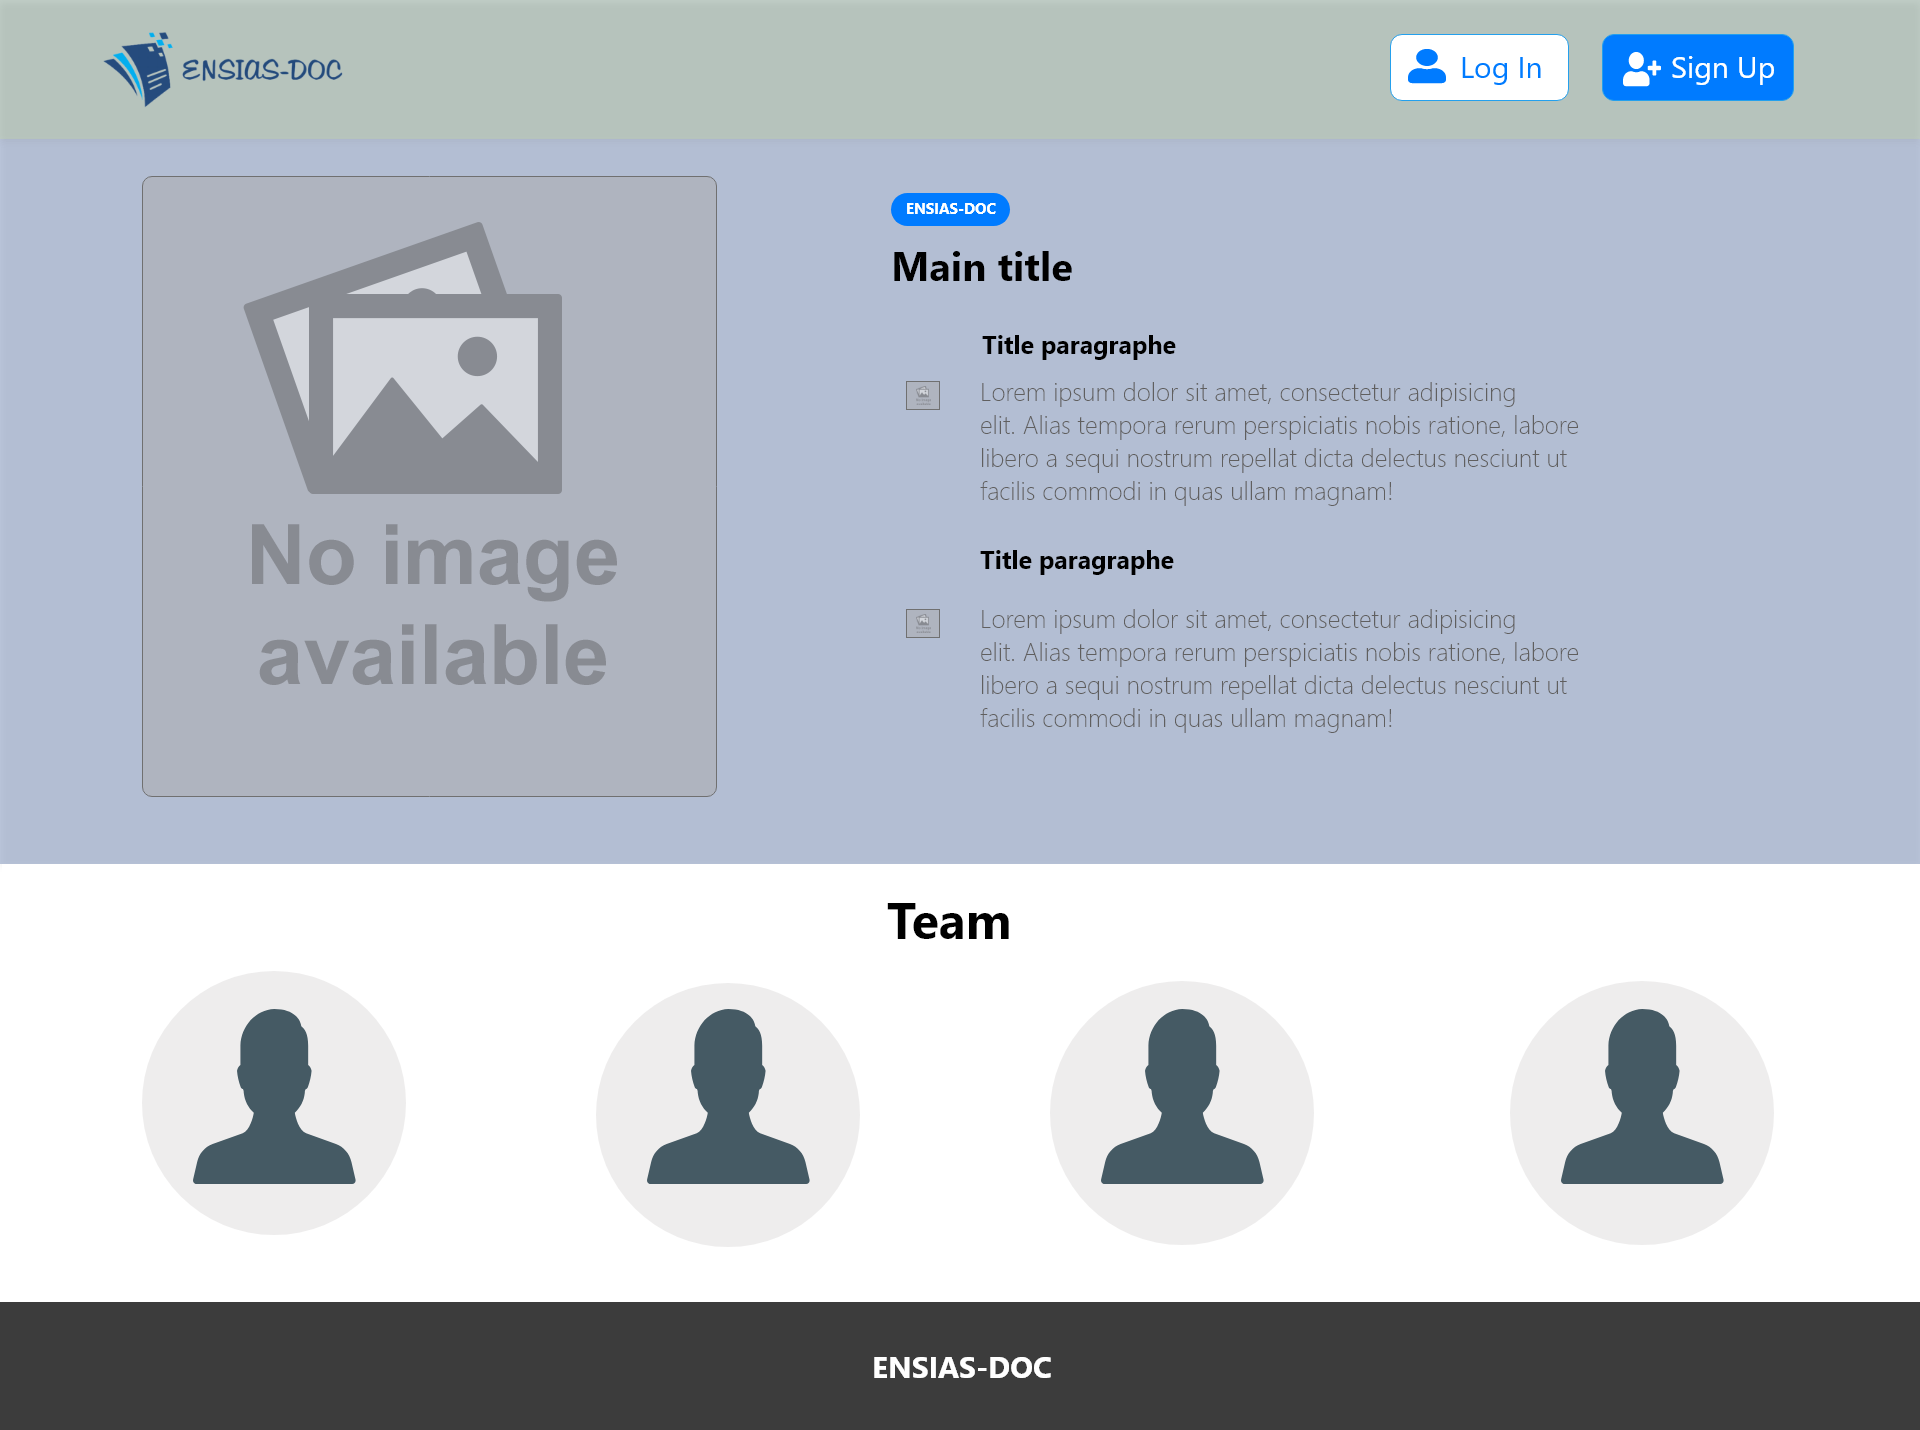 ENSIAS-DOC
Log In
Sign Up
No image
available
ENSIAS-DOC
Main title
Title paragraphe
Lorem ipsum dolor sit amet, consectetur adipisicing
elit. Alias tempora rerum perspiciatis nobis ratione, labore
libero a sequi nostrum repellat dicta delectus nesciunt ut
facilis commodi in quas ullam magnam!
Title paragraphe
Lorem ipsum dolor sit amet, consectetur adipisicing
elit. Alias tempora rerum perspiciatis nobis ratione, labore
libero a sequi nostrum repellat dicta delectus nesciunt ut
facilis commodi in quas ullam magnam!
Team
ENSIAS-DOC